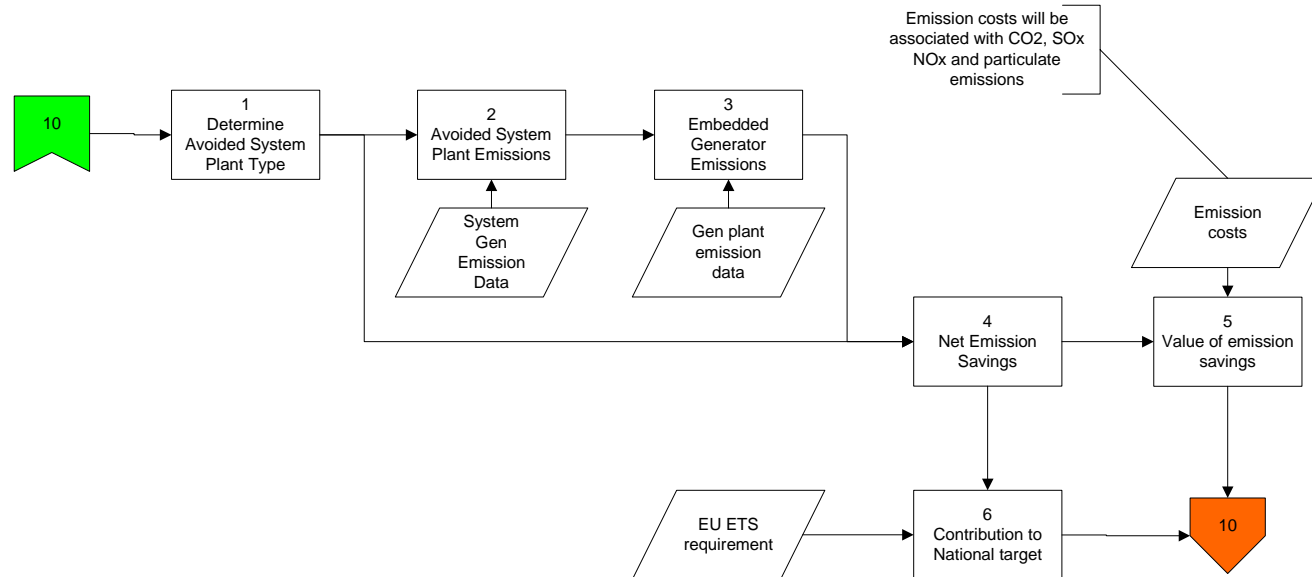 Emission costs will be
associated with CO2, SOx
NOx and particulate
emissions
10
1
Determine
Avoided System
Plant Type
2
Avoided System
Plant Emissions
3
Embedded
Generator
Emissions
System
Gen
Emission
Data
Gen plant
emission
data
Emission
costs
4
Net Emission
Savings
5
Value of emission
savings
EU ETS
requirement
6
Contribution to
National target
10